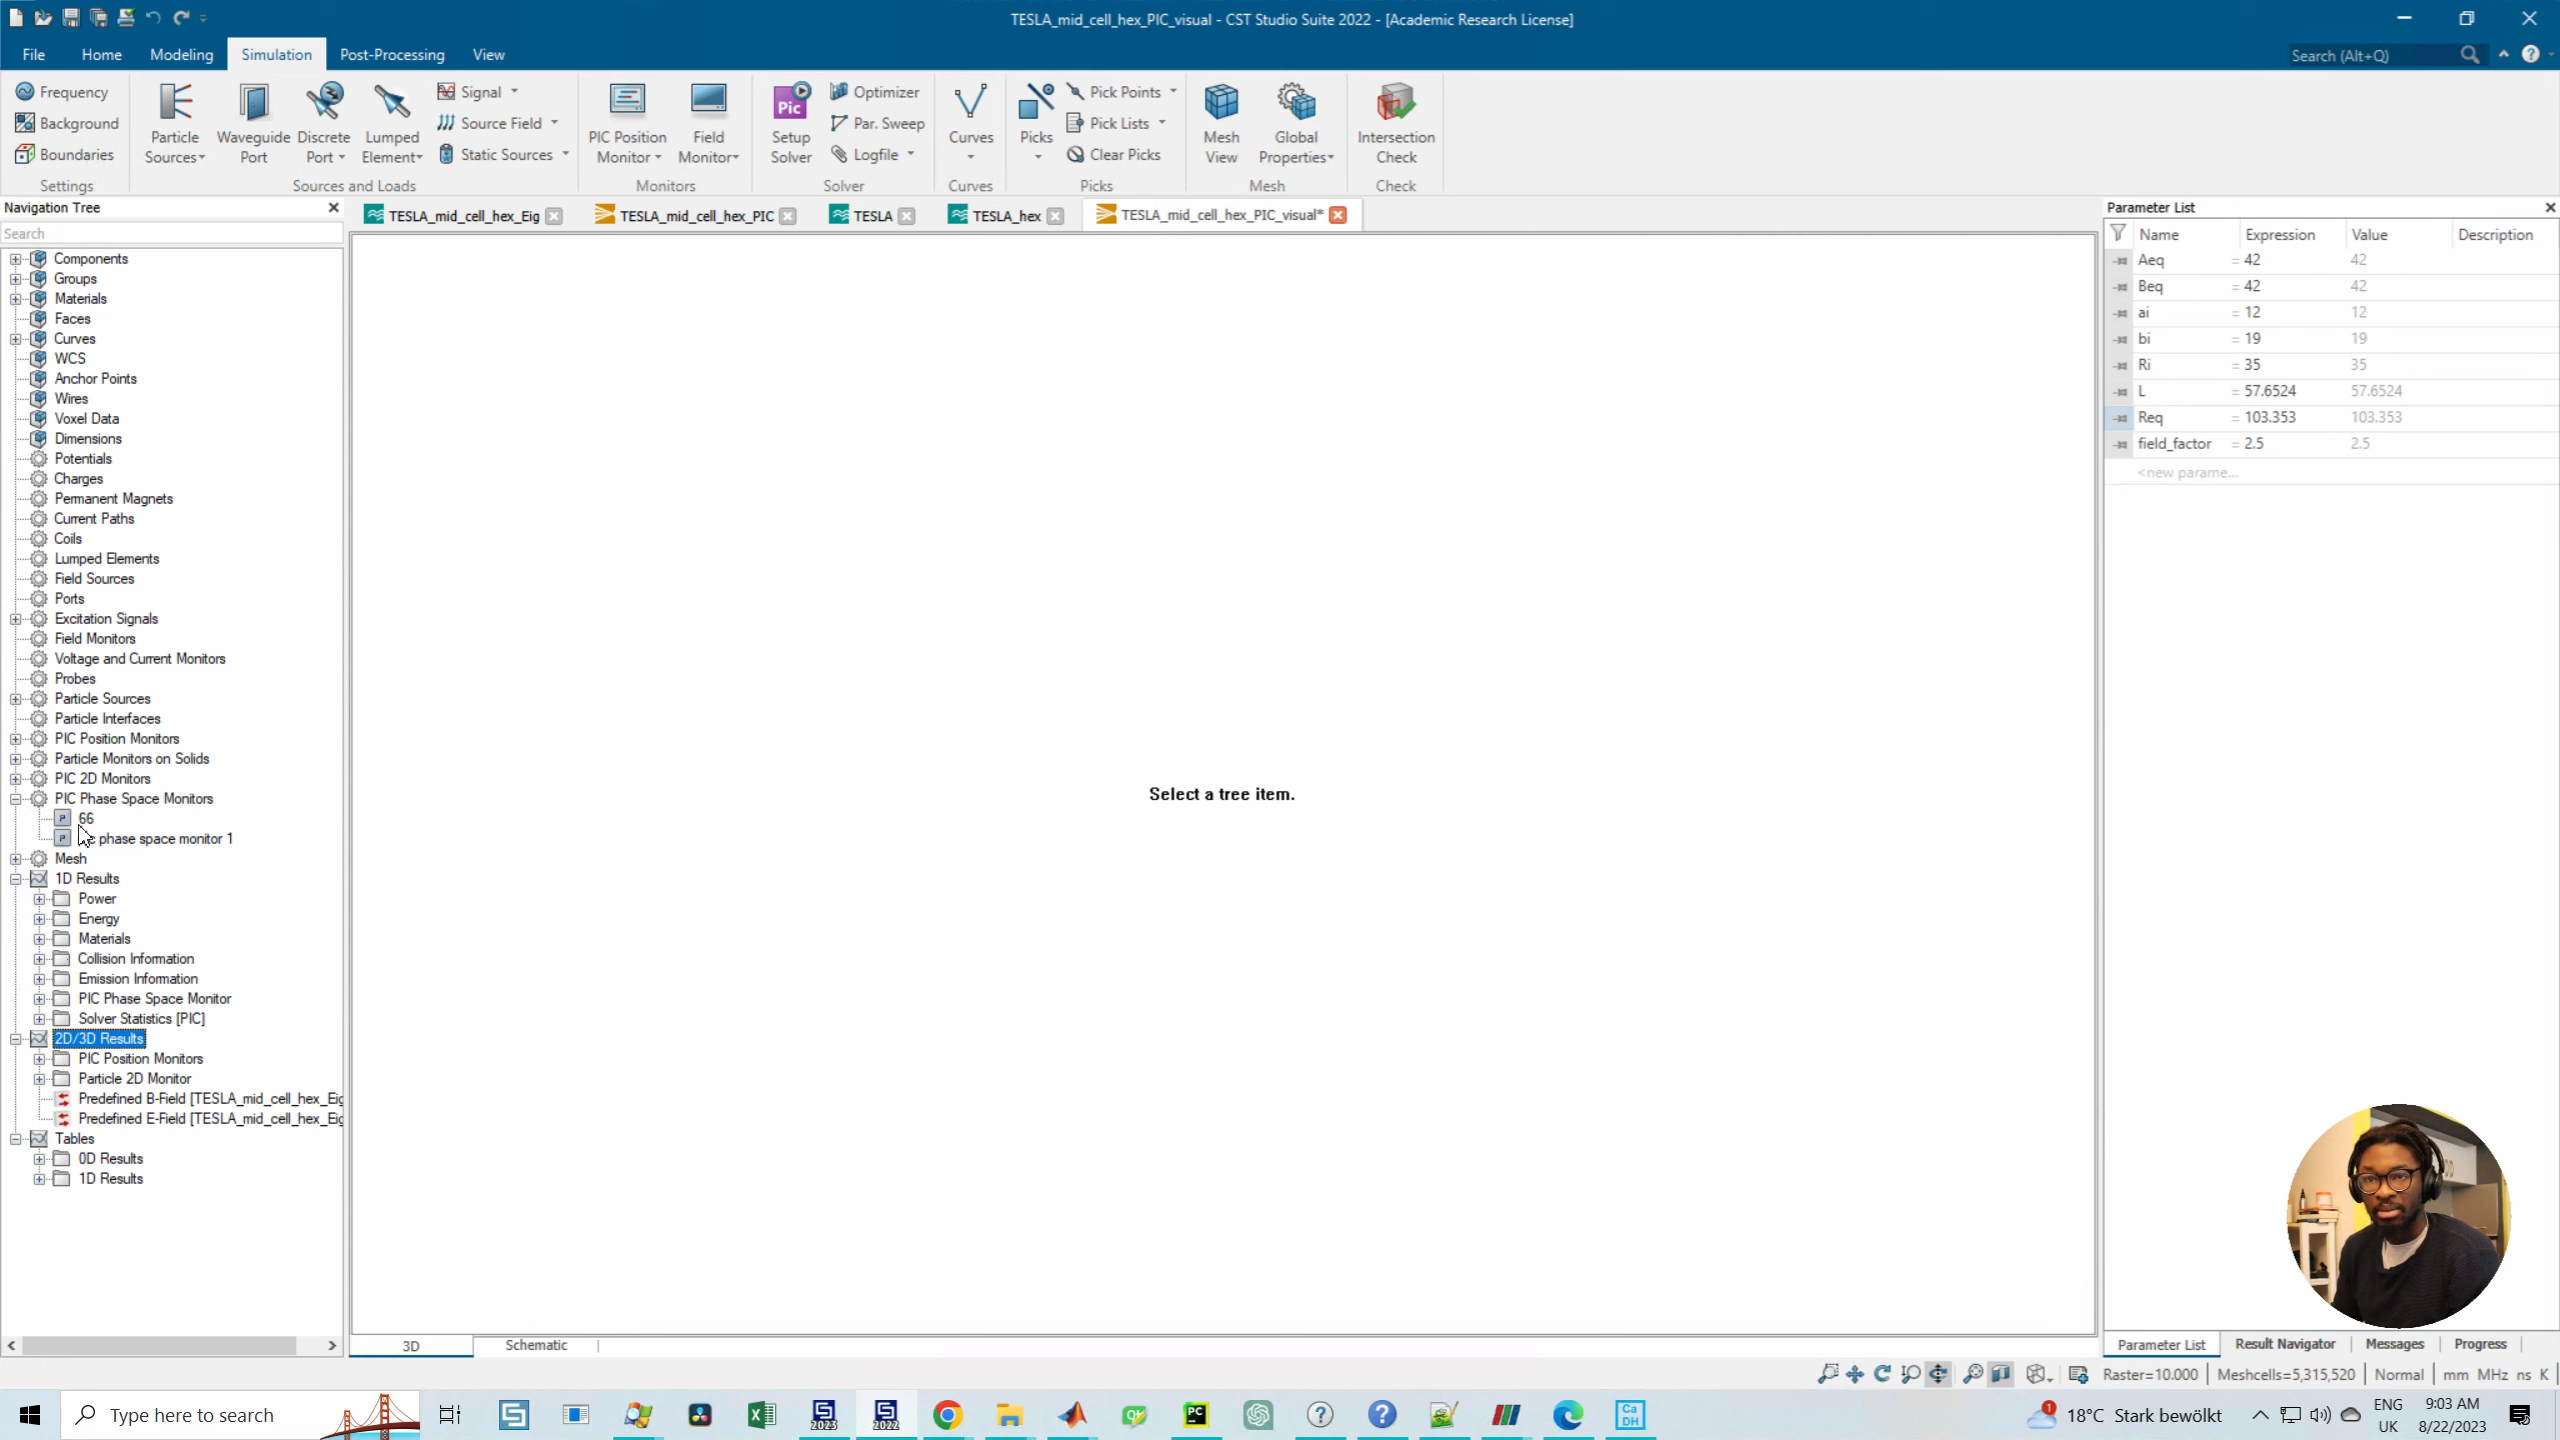 TESLA_mid_cell_hex_PIC_visual - CST Studio Suite 2022 - [Academic Research License]
File Home Modeling Simulation Post-Processing View Search (Alt+Q)
Frequency
Background
Boundaries
Settings
Particle Sources
Waveguide Port
Discrete Port
Lumped Element
Signal
Source Field
Static Sources
Sources and Loads
PIC Position Monitor
Field Monitor
Monitors
Pic
Setup Solver
Optimizer
Par. Sweep
Logfile
Solver
Curves
Curves
Picks
Pick Points
Pick Lists
Clear Picks
Picks
Mesh View
Global Properties
Mesh
Intersection Check
Check
Navigation Tree
Search
TESLA_mid_cell_hex_Eig TESLA_mid_cell_hex_PIC TESLA TESLA_hex TESLA_mid_cell_hex_PIC_visual*
Components
Groups
Materials
Faces
Curves
WCS
Anchor Points
Wires
Voxel Data
Dimensions
Potentials
Charges
Permanent Magnets
Current Paths
Coils
Lumped Elements
Field Sources
Ports
Excitation Signals
Field Monitors
Voltage and Current Monitors
Probes
Particle Sources
Particle Interfaces
PIC Position Monitors
Particle Monitors on Solids
PIC 2D Monitors
PIC Phase Space Monitors
66
phase space monitor 1
Mesh
1D Results
Power
Energy
Materials
Collision Information
Emission Information
PIC Phase Space Monitor
Solver Statistics [PIC]
2D/3D Results
PIC Position Monitors
Particle 2D Monitor
Predefined B-Field [TESLA_mid_cell_hex_Eig
Predefined E-Field [TESLA_mid_cell_hex_Eig
Tables
0D Results
1D Results
Select a tree item.
3D Schematic
Parameter List
Name Expression Value Description
Aeq = 42 42
Beq = 42 42
ai = 12 12
bi = 19 19
Ri = 35 35
L = 57.6524 57.6524
Req = 103.353 103.353
field_factor = 2.5 2.5
<new parame...
Parameter List Result Navigator Messages Progress
Raster=10.000 Meshcells=5,315,520 Normal mm MHz ns K
Type here to search
2023
2022
PC
Ca
DH
1
18°C Stark bewölkt
ENG
UK
9:03 AM
8/22/2023